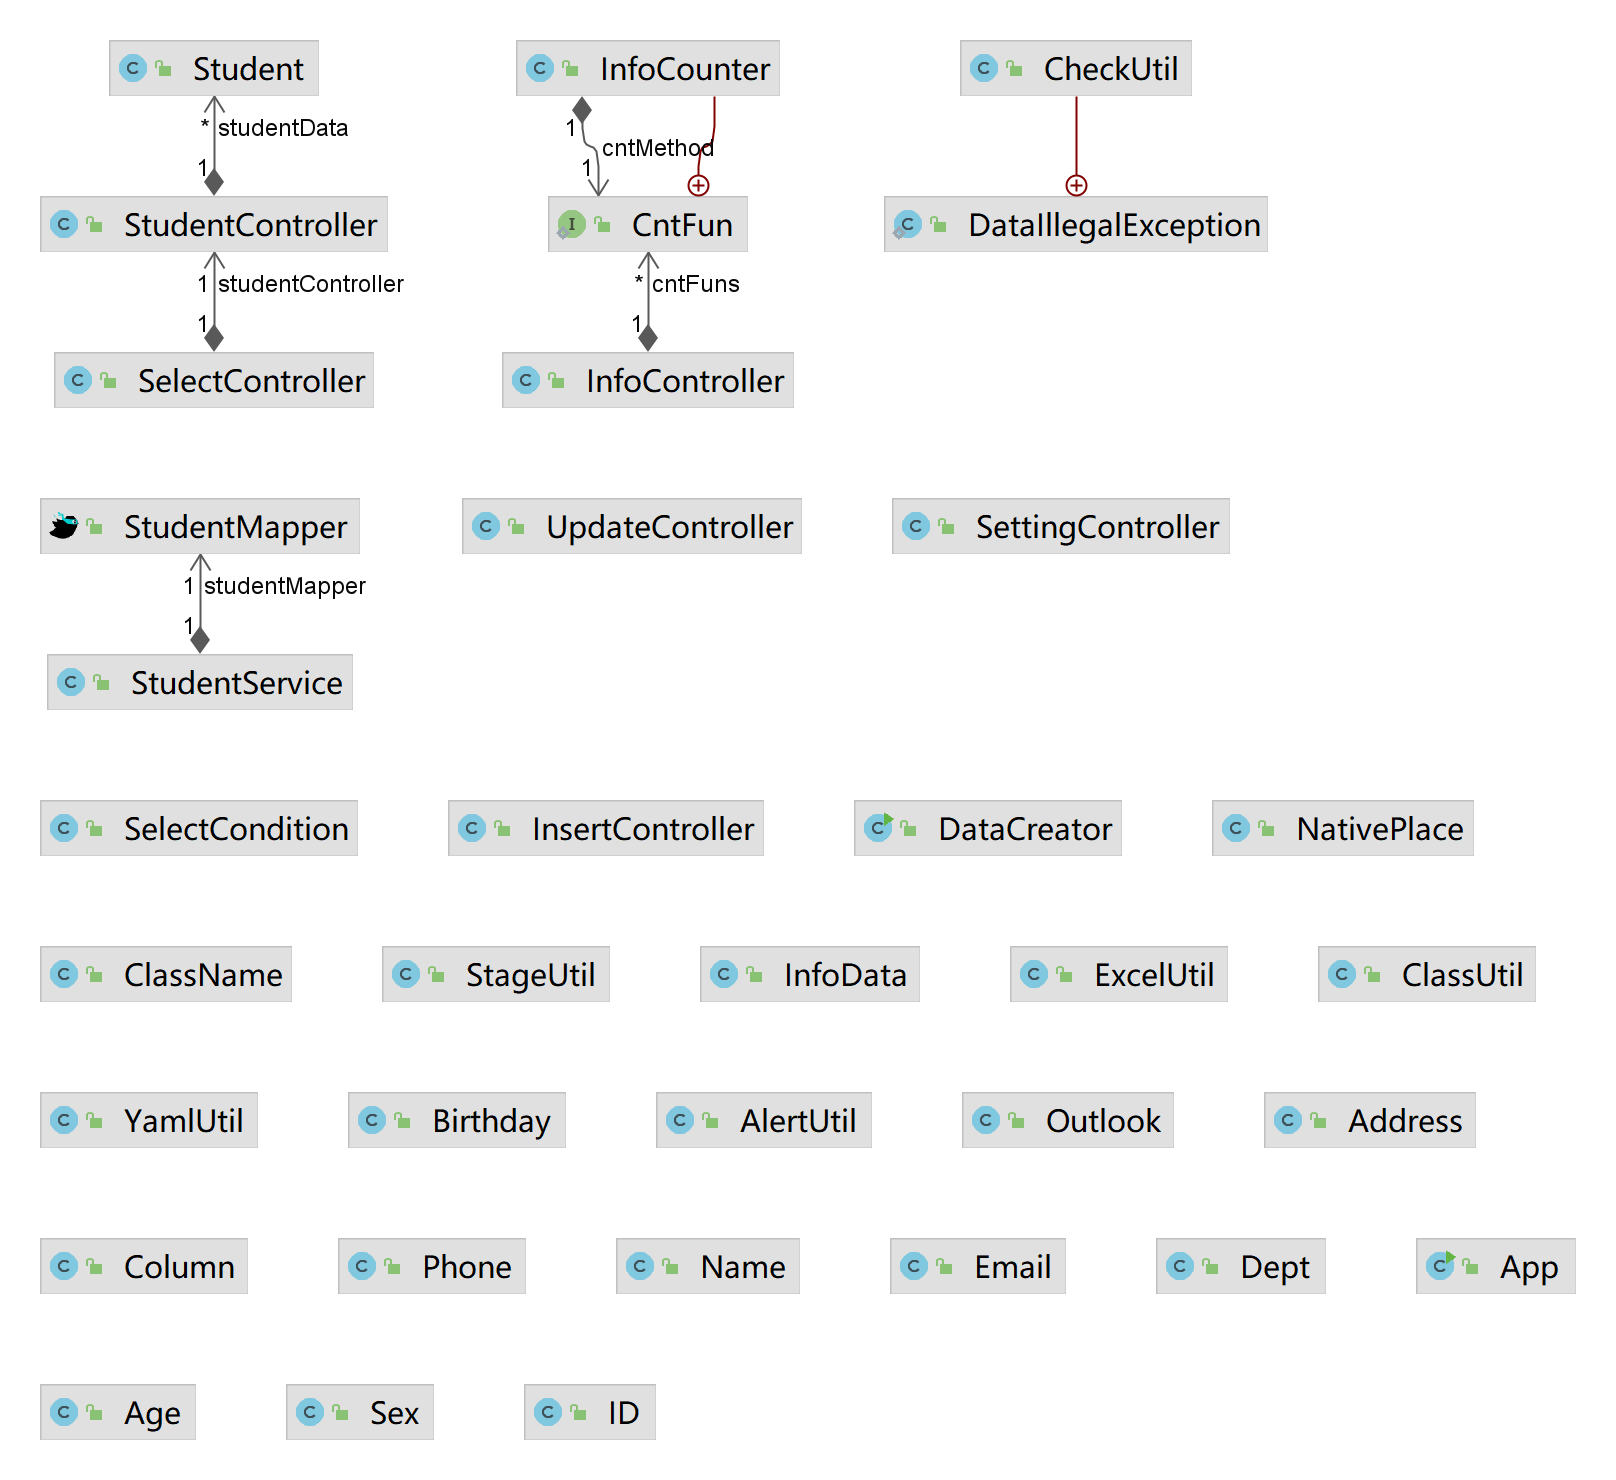 Student
InfoCounter
CheckUtil
* studentData
1
cntMethod
1
1
StudentController
CntFun
DataIllegalException
1 studentController
* cntFuns
1
1
SelectController
InfoController
StudentMapper
UpdateController
SettingController
1 studentMapper
1
StudentService
SelectCondition
InsertController
DataCreator
NativePlace
ClassName
StageUtil
InfoData
ExcelUtil
ClassUtil
YamlUtil
Birthday
AlertUtil
Outlook
Address
Column
Phone
Name
Email
Dept
App
Age
Sex
ID